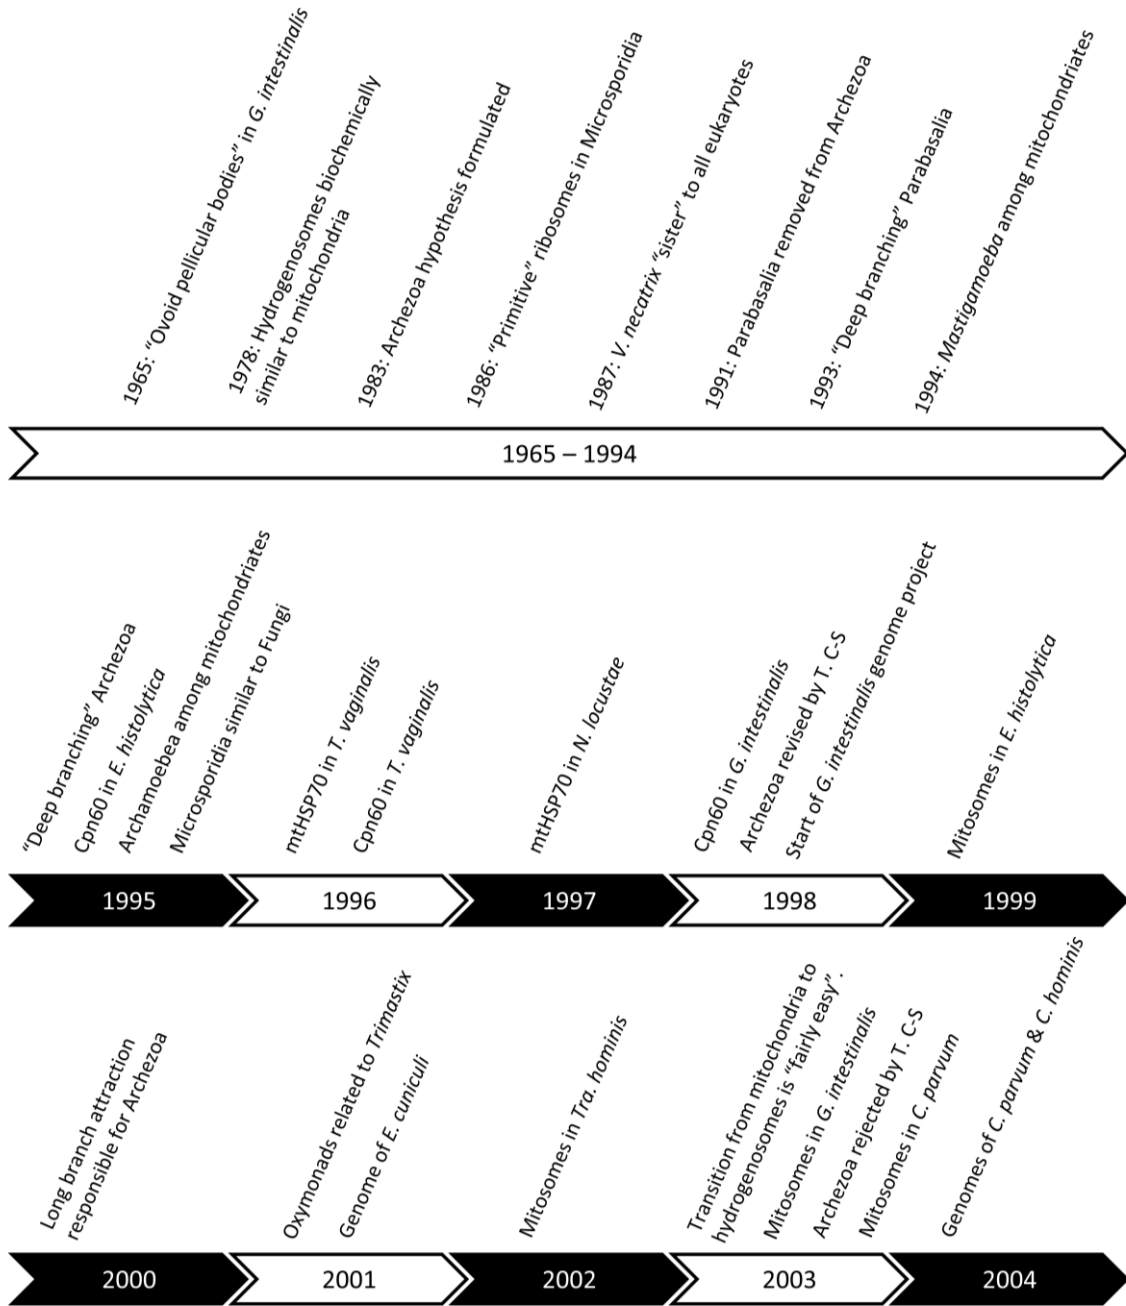 1965: “Ovoid pellicular bodies” in G. intestinalis
1978: Hydrogenosomes biochemically
similar to mitochondria
1983: Archezoa hypothesis formulated
1986: “Primitive” ribosomes in Microsporidia
1987: V. necatrix “sister” to all eukaryotes
1991: Parabasalia removed from Archezoa
1993: “Deep branching” Parabasalia
1994: Mastigamoeba among mitochondriates
1965 – 1994
“Deep branching” Archezoa
Cpn60 in E. histolytica
Archamoebea among mitochondriates
Microsporidia similar to Fungi
mtHSP70 in T. vaginalis
Cpn60 in T. vaginalis
mtHSP70 in N. locustae
Cpn60 in G. intestinalis
Archezoa revised by T. C-S
Start of G. intestinalis genome project
Mitosomes in E. histolytica
1995
1996
1997
1998
1999
Long branch attraction
responsible for Archezoa
Oxymonads related to Trimastix
Genome of E. cuniculi
Mitosomes in Tra. hominis
Transition from mitochondria to
hydrogenosomes is “fairly easy”.
Mitosomes in G. intestinalis
Archezoa rejected by T. C-S
Mitosomes in C. parvum
Genomes of C. parvum & C. hominis
2000
2001
2002
2003
2004